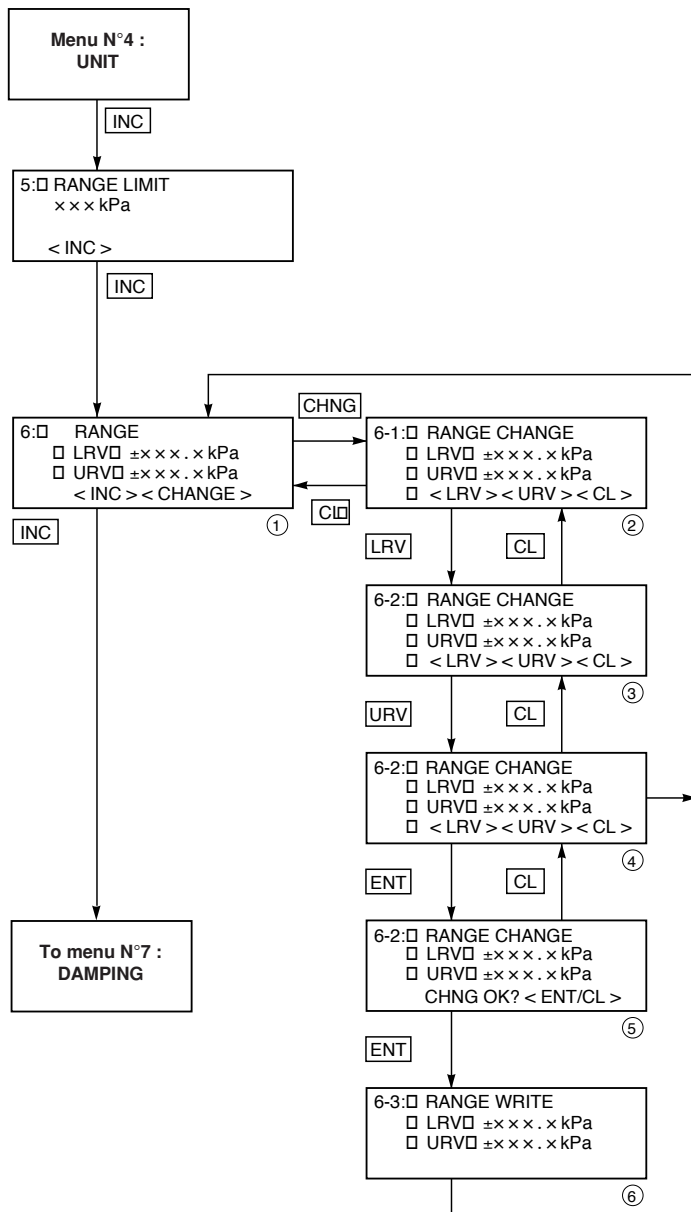 Menu N°4 :
UNIT
INC
5:□ RANGE LIMIT
××× kPa
< INC >
INC
6:□ RANGE
□ LRV□ ±×××.× kPa
□ URV□ ±×××.× kPa
< INC > < CHANGE >
①
CHNG
CL□
6-1:□ RANGE CHANGE
□ LRV□ ±×××.× kPa
□ URV□ ±×××.× kPa
□ < LRV > < URV > < CL >
②
INC
LRV
CL
6-2:□ RANGE CHANGE
□ LRV□ ±×××.× kPa
□ URV□ ±×××.× kPa
□ < LRV > < URV > < CL >
③
URV
CL
6-2:□ RANGE CHANGE
□ LRV□ ±×××.× kPa
□ URV□ ±×××.× kPa
□ < LRV > < URV > < CL >
④
ENT
CL
6-2:□ RANGE CHANGE
□ LRV□ ±×××.× kPa
□ URV□ ±×××.× kPa
CHNG OK? < ENT/CL >
⑤
To menu N°7 :
DAMPING
ENT
6-3:□ RANGE WRITE
□ LRV□ ±×××.× kPa
□ URV□ ±×××.× kPa
⑥